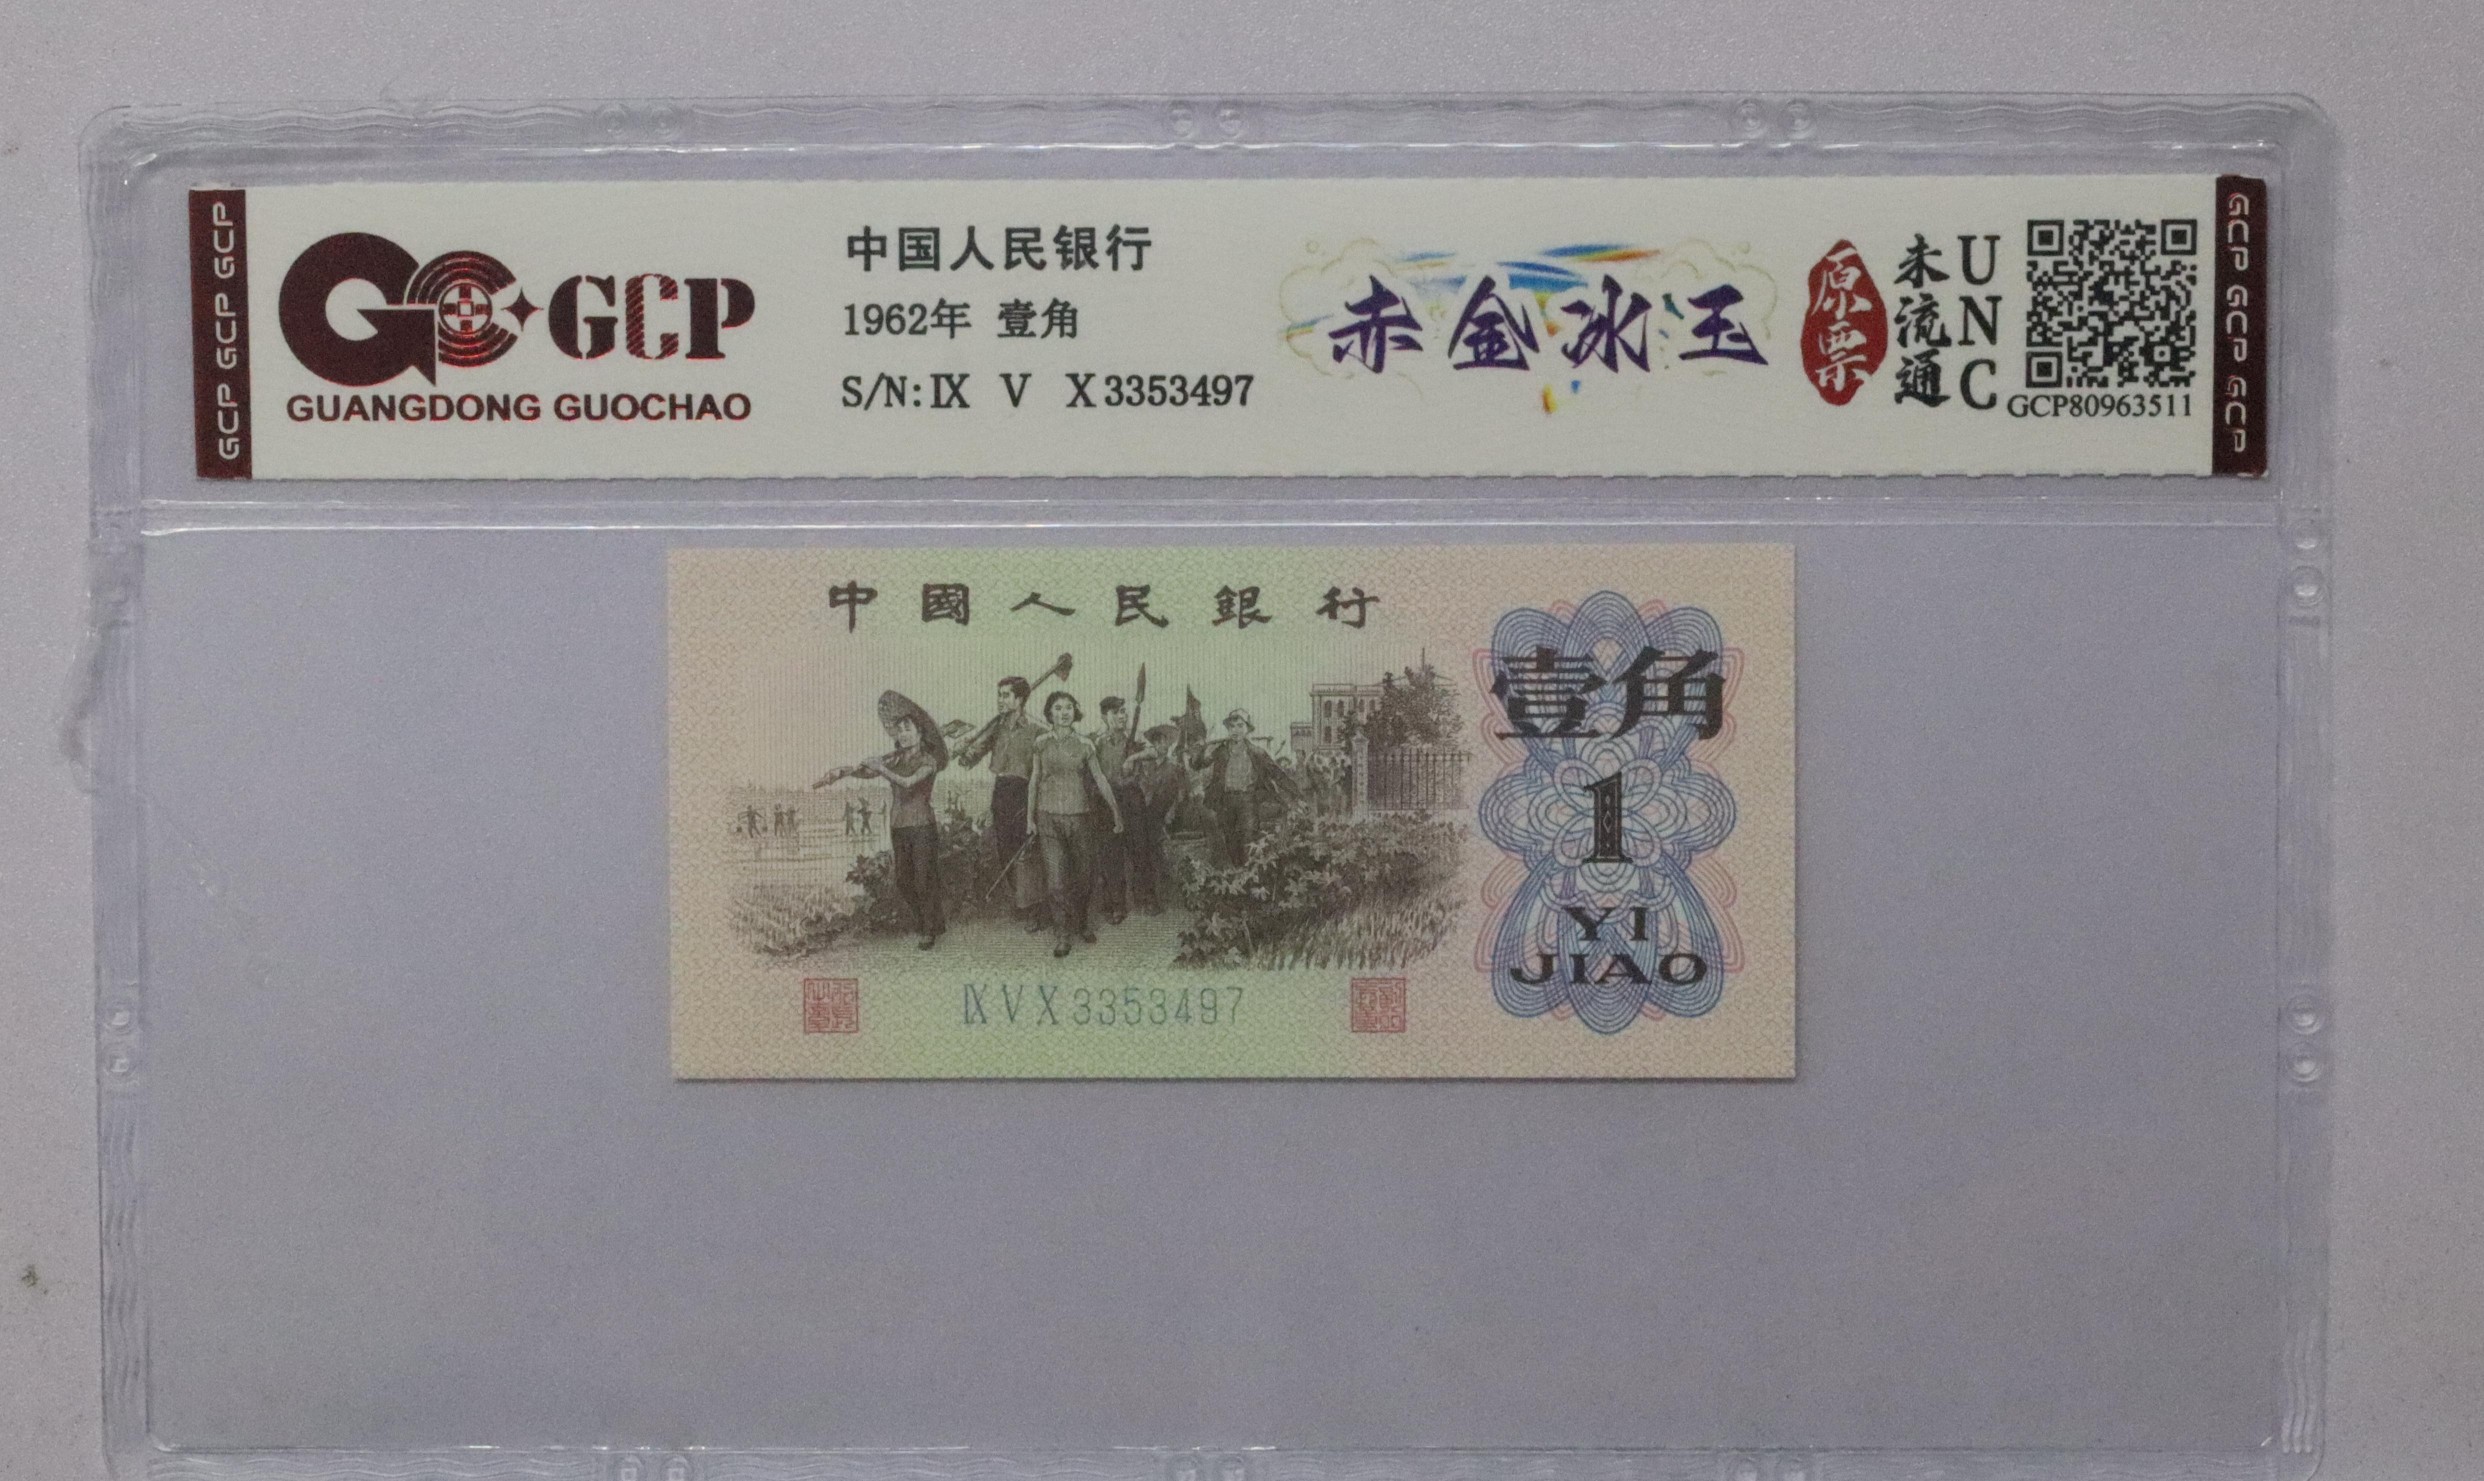 GCP GCP GCP
GCP
GUANGDONG GUOCHAO
中国人民银行
1962年 壹角
S/N: Ⅸ Ⅴ Ⅹ 3353497
赤金冰玉
原票
未流通
UNC
GCP80963511
GCP GCP GCP
中國人民銀行
壹角
1
YI
JIAO
Ⅸ Ⅴ Ⅹ 3353497